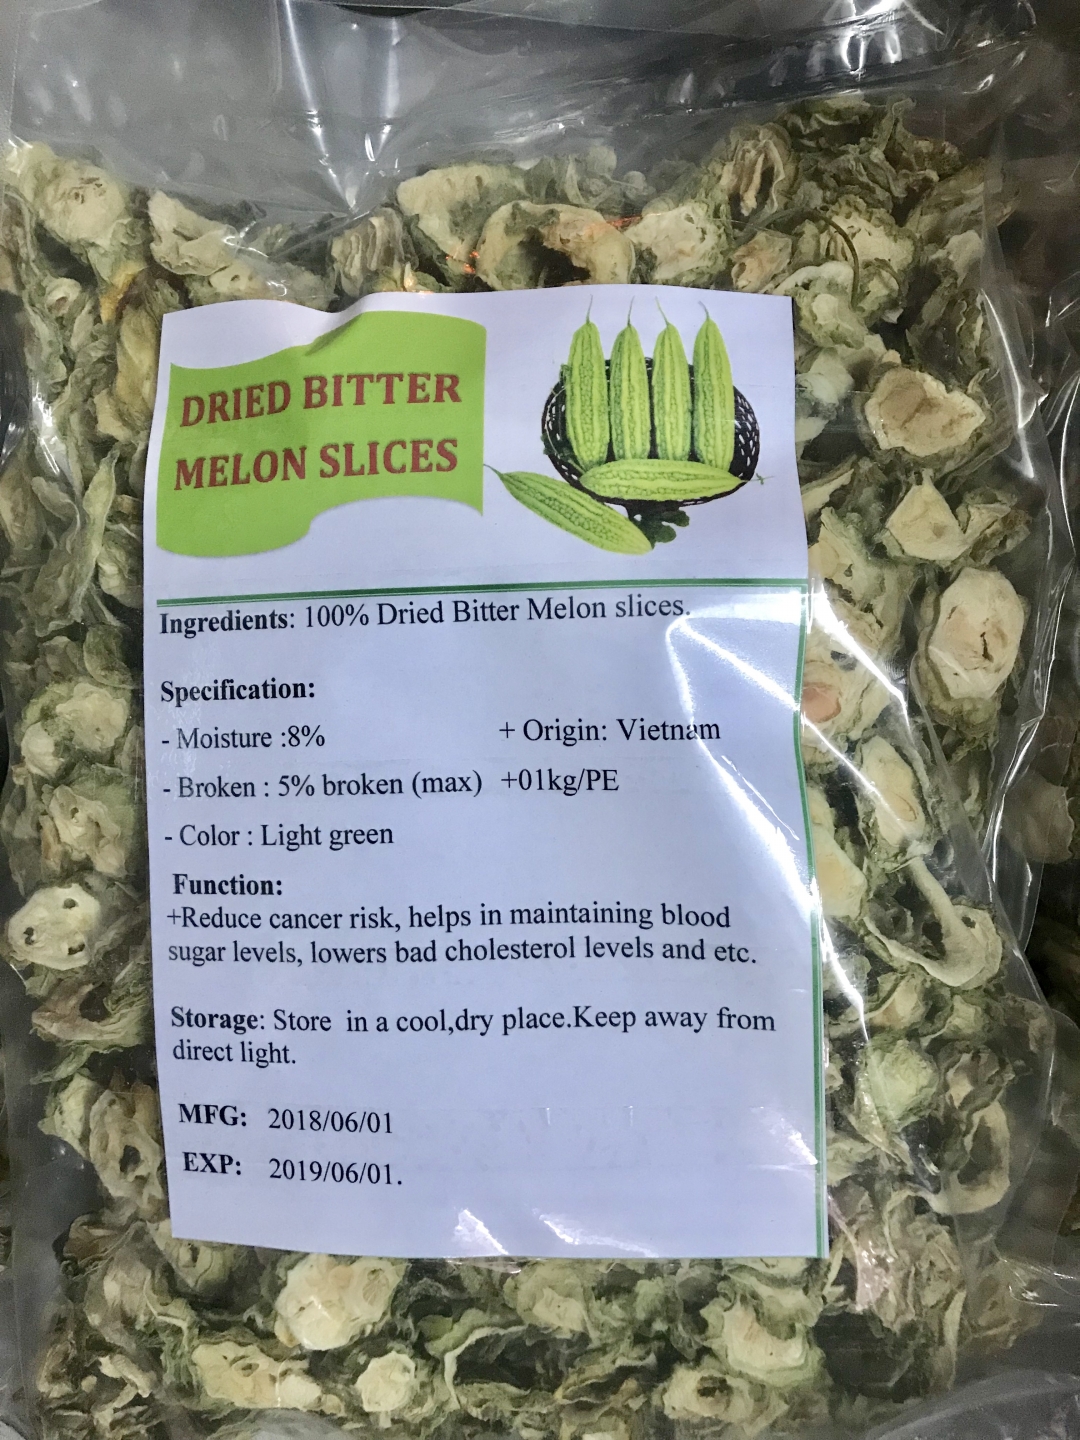 DRIED BITTER
MELON SLICES
Ingredients: 100% Dried Bitter Melon slices.
Specification:
- Moisture :8% + Origin: Vietnam
- Broken : 5% broken (max) +01kg/PE
- Color : Light green
Function:
+Reduce cancer risk, helps in maintaining blood
sugar levels, lowers bad cholesterol levels and etc.
Storage: Store in a cool,dry place.Keep away from
direct light.
MFG: 2018/06/01
EXP: 2019/06/01.